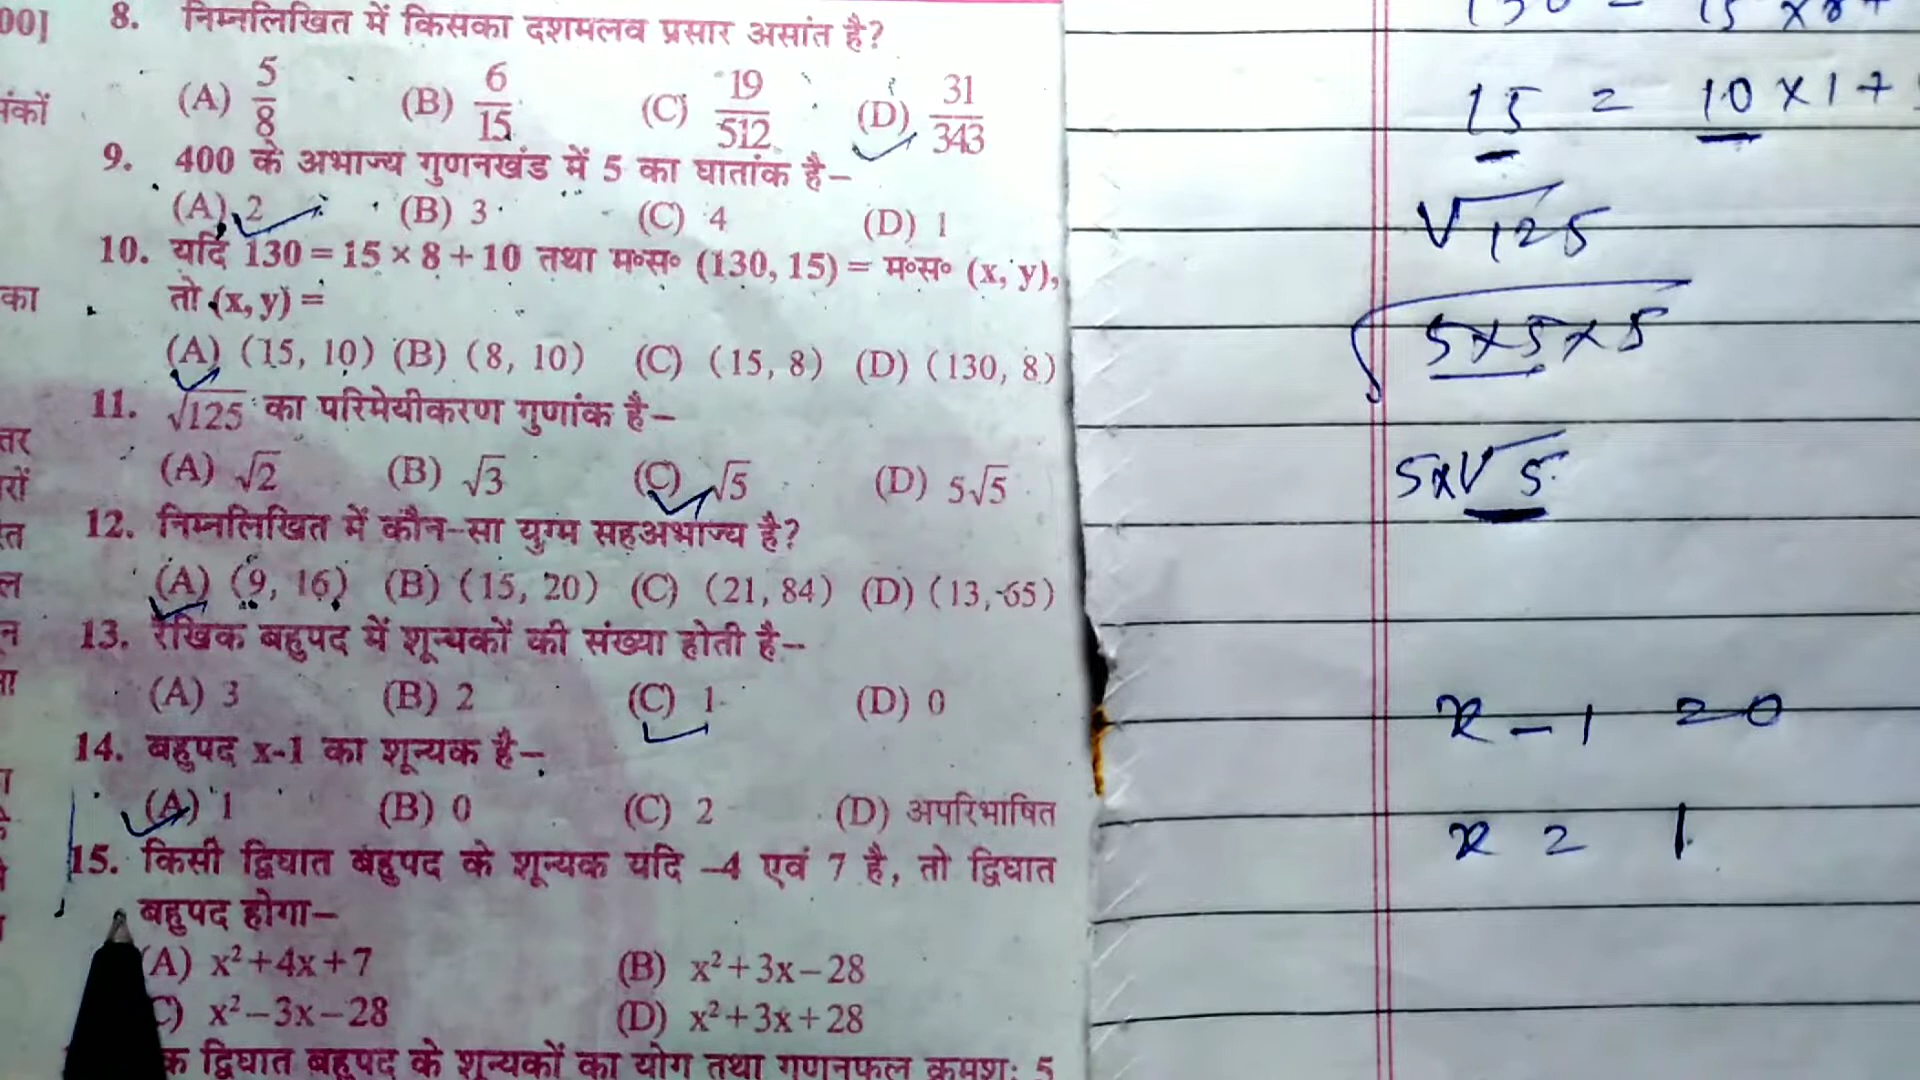 00]
8. निम्नलिखित में किसका दशमलव प्रसार असांत है?
(A) 5/8 (B) 6/15 (C) 19/512 (D) 31/343
9. 400 के अभाज्य गुणनखंड में 5 का घातांक है–
(A) 2 (B) 3 (C) 4 (D) 1
10. यदि 130 = 15 × 8 + 10 तथा म॰स॰ (130, 15) = म॰स॰ (x, y),
तो (x, y) =
(A) (15, 10) (B) (8, 10) (C) (15, 8) (D) (130, 8)
11. √125 का परिमेयीकरण गुणांक है–
(A) √2 (B) √3 (C) √5 (D) 5√5
12. निम्नलिखित में कौन-सा युग्म सहअभाज्य है?
(A) (9, 16) (B) (15, 20) (C) (21, 84) (D) (13, 65)
13. रैखिक बहुपद में शून्यकों की संख्या होती है–
(A) 3 (B) 2 (C) 1 (D) 0
14. बहुपद x-1 का शून्यक है–
(A) 1 (B) 0 (C) 2 (D) अपरिभाषित
15. किसी द्विघात बहुपद के शून्यक यदि –4 एवं 7 है, तो द्विघात
बहुपद होगा–
(A) x²+4x+7 (B) x²+3x–28
C) x²–3x–28 (D) x²+3x+28
क द्विघात बहुपद के शून्यकों का योग तथा गुणनफल क्रमशः 5
का
15 = 10 × 1 +
√125
√5×5×5
5×√5
x – 1 = 0
x = 1